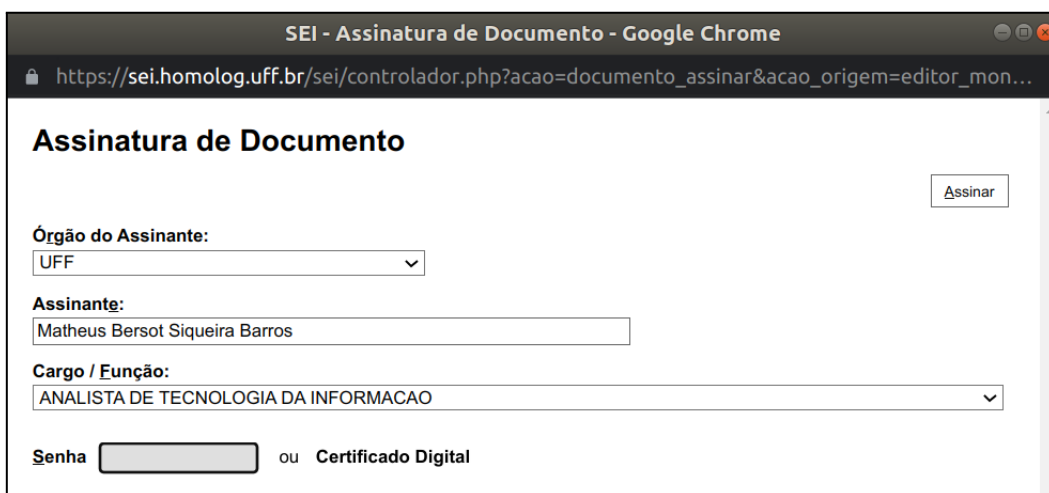 SEI - Assinatura de Documento - Google Chrome
https://sei.homolog.uff.br/sei/controlador.php?acao=documento_assinar&acao_origem=editor_mon...
Assinatura de Documento
Assinar
Órgão do Assinante:
UFF
Assinante:
Matheus Bersot Siqueira Barros
Cargo / Função:
ANALISTA DE TECNOLOGIA DA INFORMACAO
Senha ou Certificado Digital